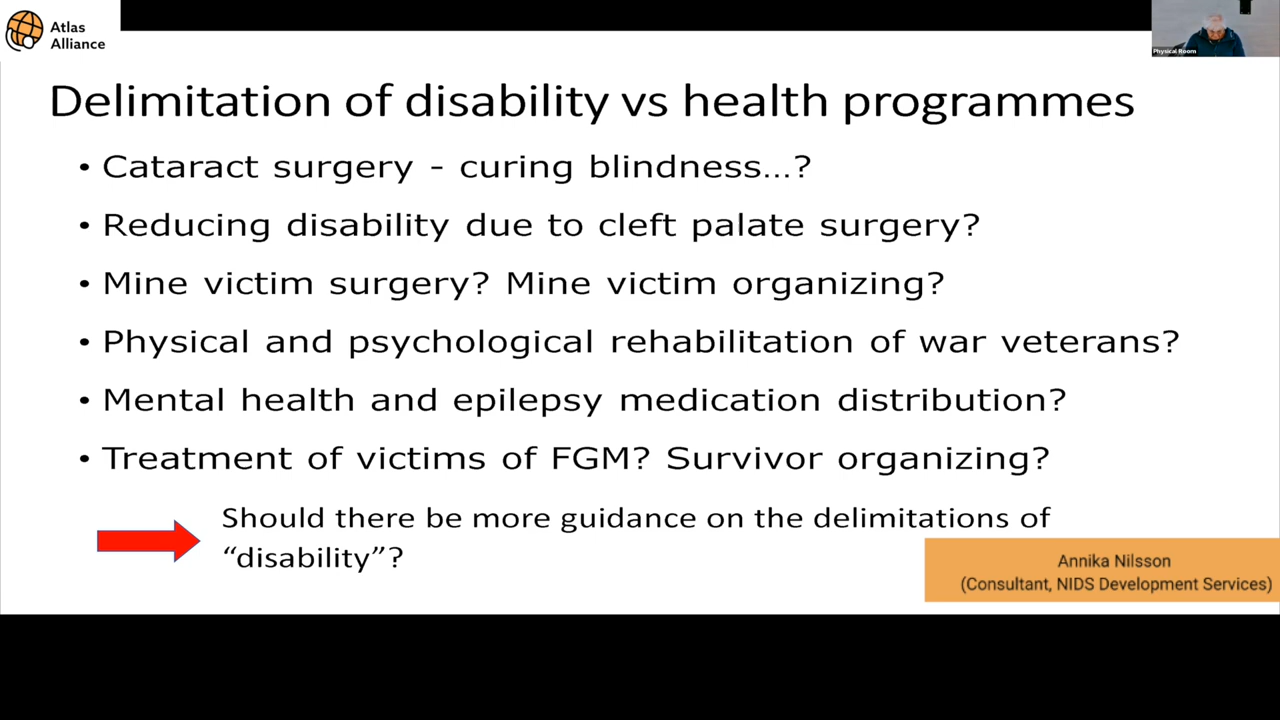 Atlas
Alliance
Physical Room
Delimitation of disability vs health programmes
• Cataract surgery - curing blindness...?
• Reducing disability due to cleft palate surgery?
• Mine victim surgery? Mine victim organizing?
• Physical and psychological rehabilitation of war veterans?
• Mental health and epilepsy medication distribution?
• Treatment of victims of FGM? Survivor organizing?
Should there be more guidance on the delimitations of
“disability”?
Annika Nilsson
(Consultant, NIDS Development Services)